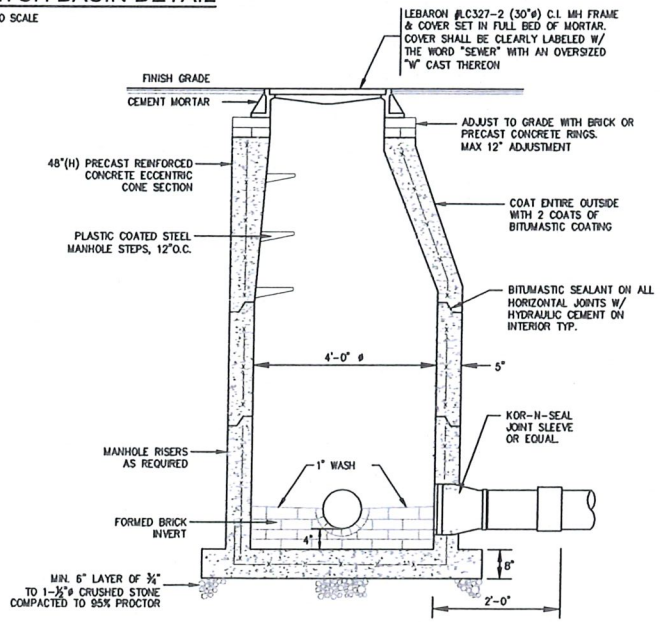 LEBARON #LC327-2 (30"ø) C.I. MH FRAME
& COVER SET IN FULL BED OF MORTAR.
COVER SHALL BE CLEARLY LABELED W/
THE WORD "SEWER" WITH AN OVERSIZED
"W" CAST THEREON
FINISH GRADE
CEMENT MORTAR
ADJUST TO GRADE WITH BRICK OR
PRECAST CONCRETE RINGS.
MAX 12" ADJUSTMENT
48"(H) PRECAST REINFORCED
CONCRETE ECCENTRIC
CONE SECTION
COAT ENTIRE OUTSIDE
WITH 2 COATS OF
BITUMASTIC COATING
PLASTIC COATED STEEL
MANHOLE STEPS, 12"O.C.
BITUMASTIC SEALANT ON ALL
HORIZONTAL JOINTS W/
HYDRAULIC CEMENT ON
INTERIOR TYP.
4'-0" ø
5"
KOR-N-SEAL
JOINT SLEEVE
OR EQUAL
MANHOLE RISERS
AS REQUIRED
1" WASH
FORMED BRICK
INVERT
4"
8"
MIN. 6" LAYER OF ¾"
TO 1-½"ø CRUSHED STONE
COMPACTED TO 95% PROCTOR
2'-0"